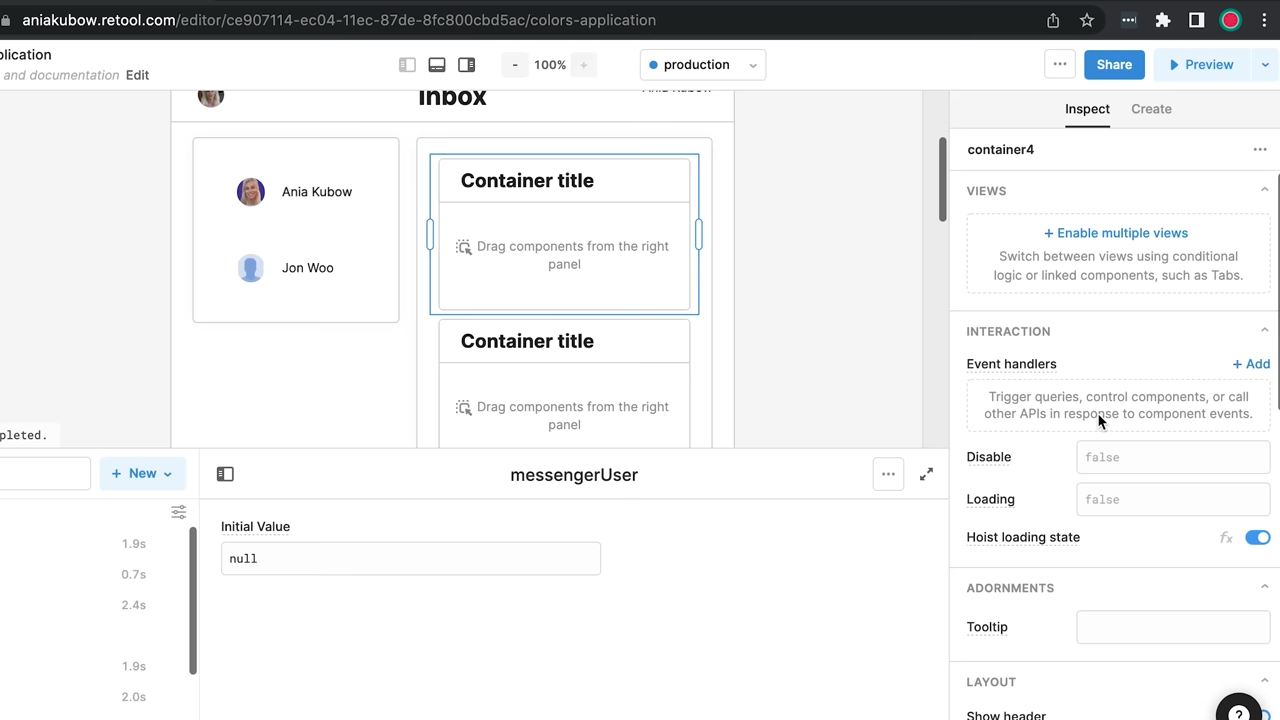 aniakubow.retool.com/editor/ce907114-ec04-11ec-87de-8fc800cbd5ac/colors-application
plication
and documentation Edit
- 100% +
production
Share
Preview
Inbox
Ania Kubow
Ania Kubow
Jon Woo
Container title
Drag components from the right
panel
Container title
Drag components from the right
panel
pleted.
+ New
1.9s
0.7s
2.4s
1.9s
2.0s
messengerUser
Initial Value
null
Inspect
Create
container4
VIEWS
+ Enable multiple views
Switch between views using conditional
logic or linked components, such as Tabs.
INTERACTION
Event handlers
+ Add
Trigger queries, control components, or call
other APIs in response to component events.
Disable
false
Loading
false
Hoist loading state
fx
ADORNMENTS
Tooltip
LAYOUT
Show header
?